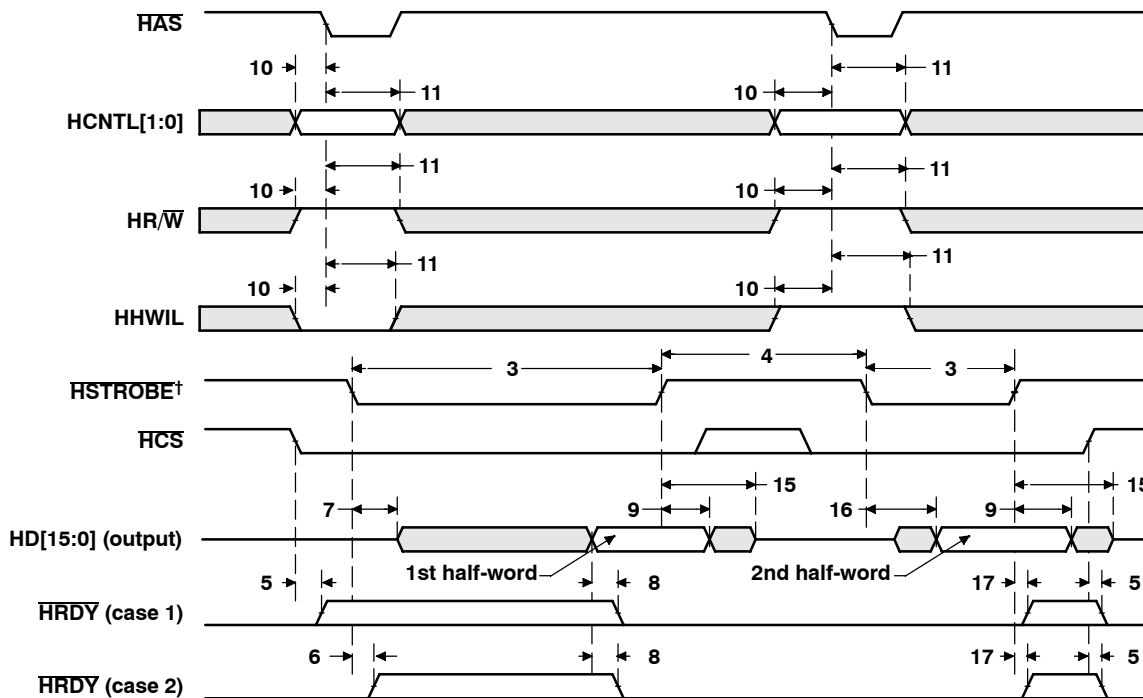 HAS
10 11
11 10
HCNTL[1:0]
11 11
10 10
HR/W
11 11
10 10
HHWIL
4
3 3
HSTROBE†
HCS
15 15
7 9 16 9
HD[15:0] (output)
1st half-word 2nd half-word
5 8 17 5
HRDY (case 1)
6 8 17 5
HRDY (case 2)